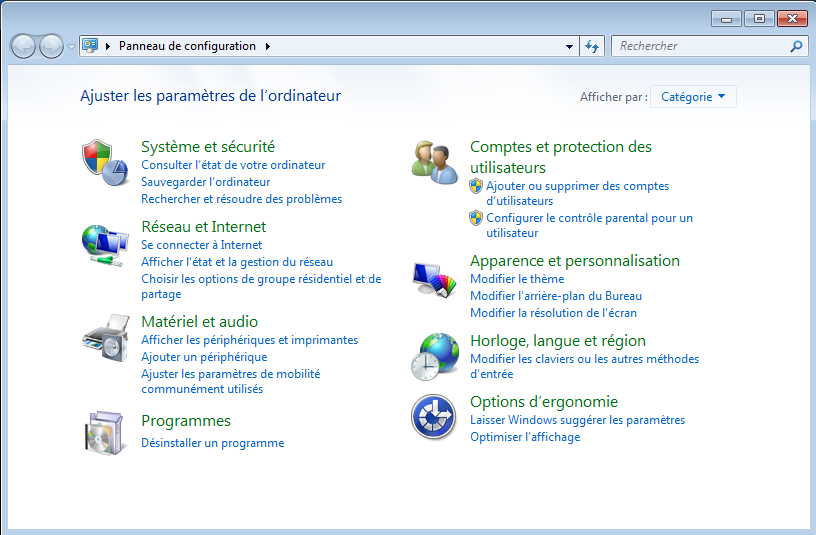 Panneau de configuration
Rechercher
Ajuster les paramètres de l'ordinateur
Afficher par :
Catégorie
Système et sécurité
Consulter l'état de votre ordinateur
Sauvegarder l'ordinateur
Rechercher et résoudre des problèmes
Réseau et Internet
Se connecter à Internet
Afficher l'état et la gestion du réseau
Choisir les options de groupe résidentiel et de
partage
Matériel et audio
Afficher les périphériques et imprimantes
Ajouter un périphérique
Ajuster les paramètres de mobilité
communément utilisés
Programmes
Désinstaller un programme
Comptes et protection des
utilisateurs
Ajouter ou supprimer des comptes
d'utilisateurs
Configurer le contrôle parental pour un
utilisateur
Apparence et personnalisation
Modifier le thème
Modifier l'arrière-plan du Bureau
Modifier la résolution de l'écran
Horloge, langue et région
Modifier les claviers ou les autres méthodes
d'entrée
Options d'ergonomie
Laisser Windows suggérer les paramètres
Optimiser l'affichage